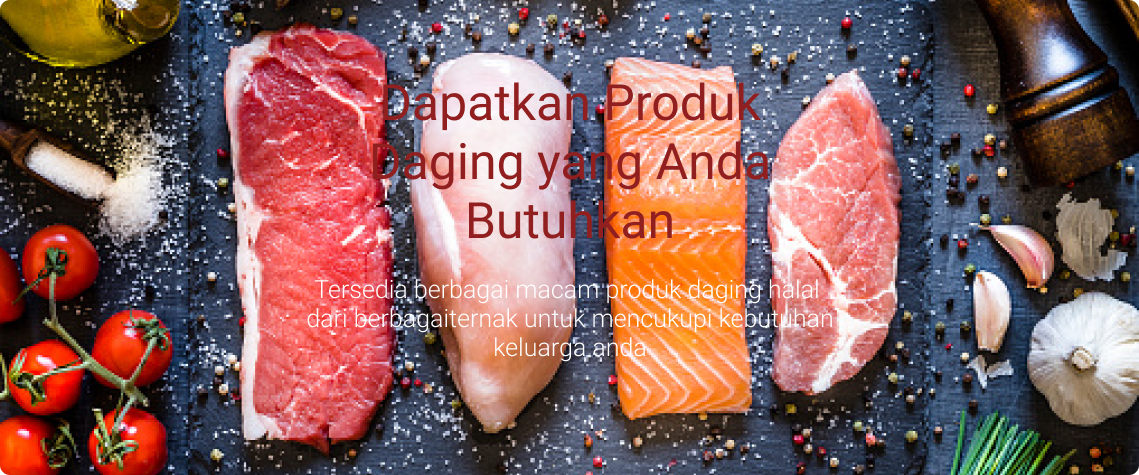 Dapatkan Produk
Daging yang Anda
Butuhkan
Tersedia berbagai macam produk daging halal
dari berbagaiternak untuk mencukupi kebutuhan
keluarga anda